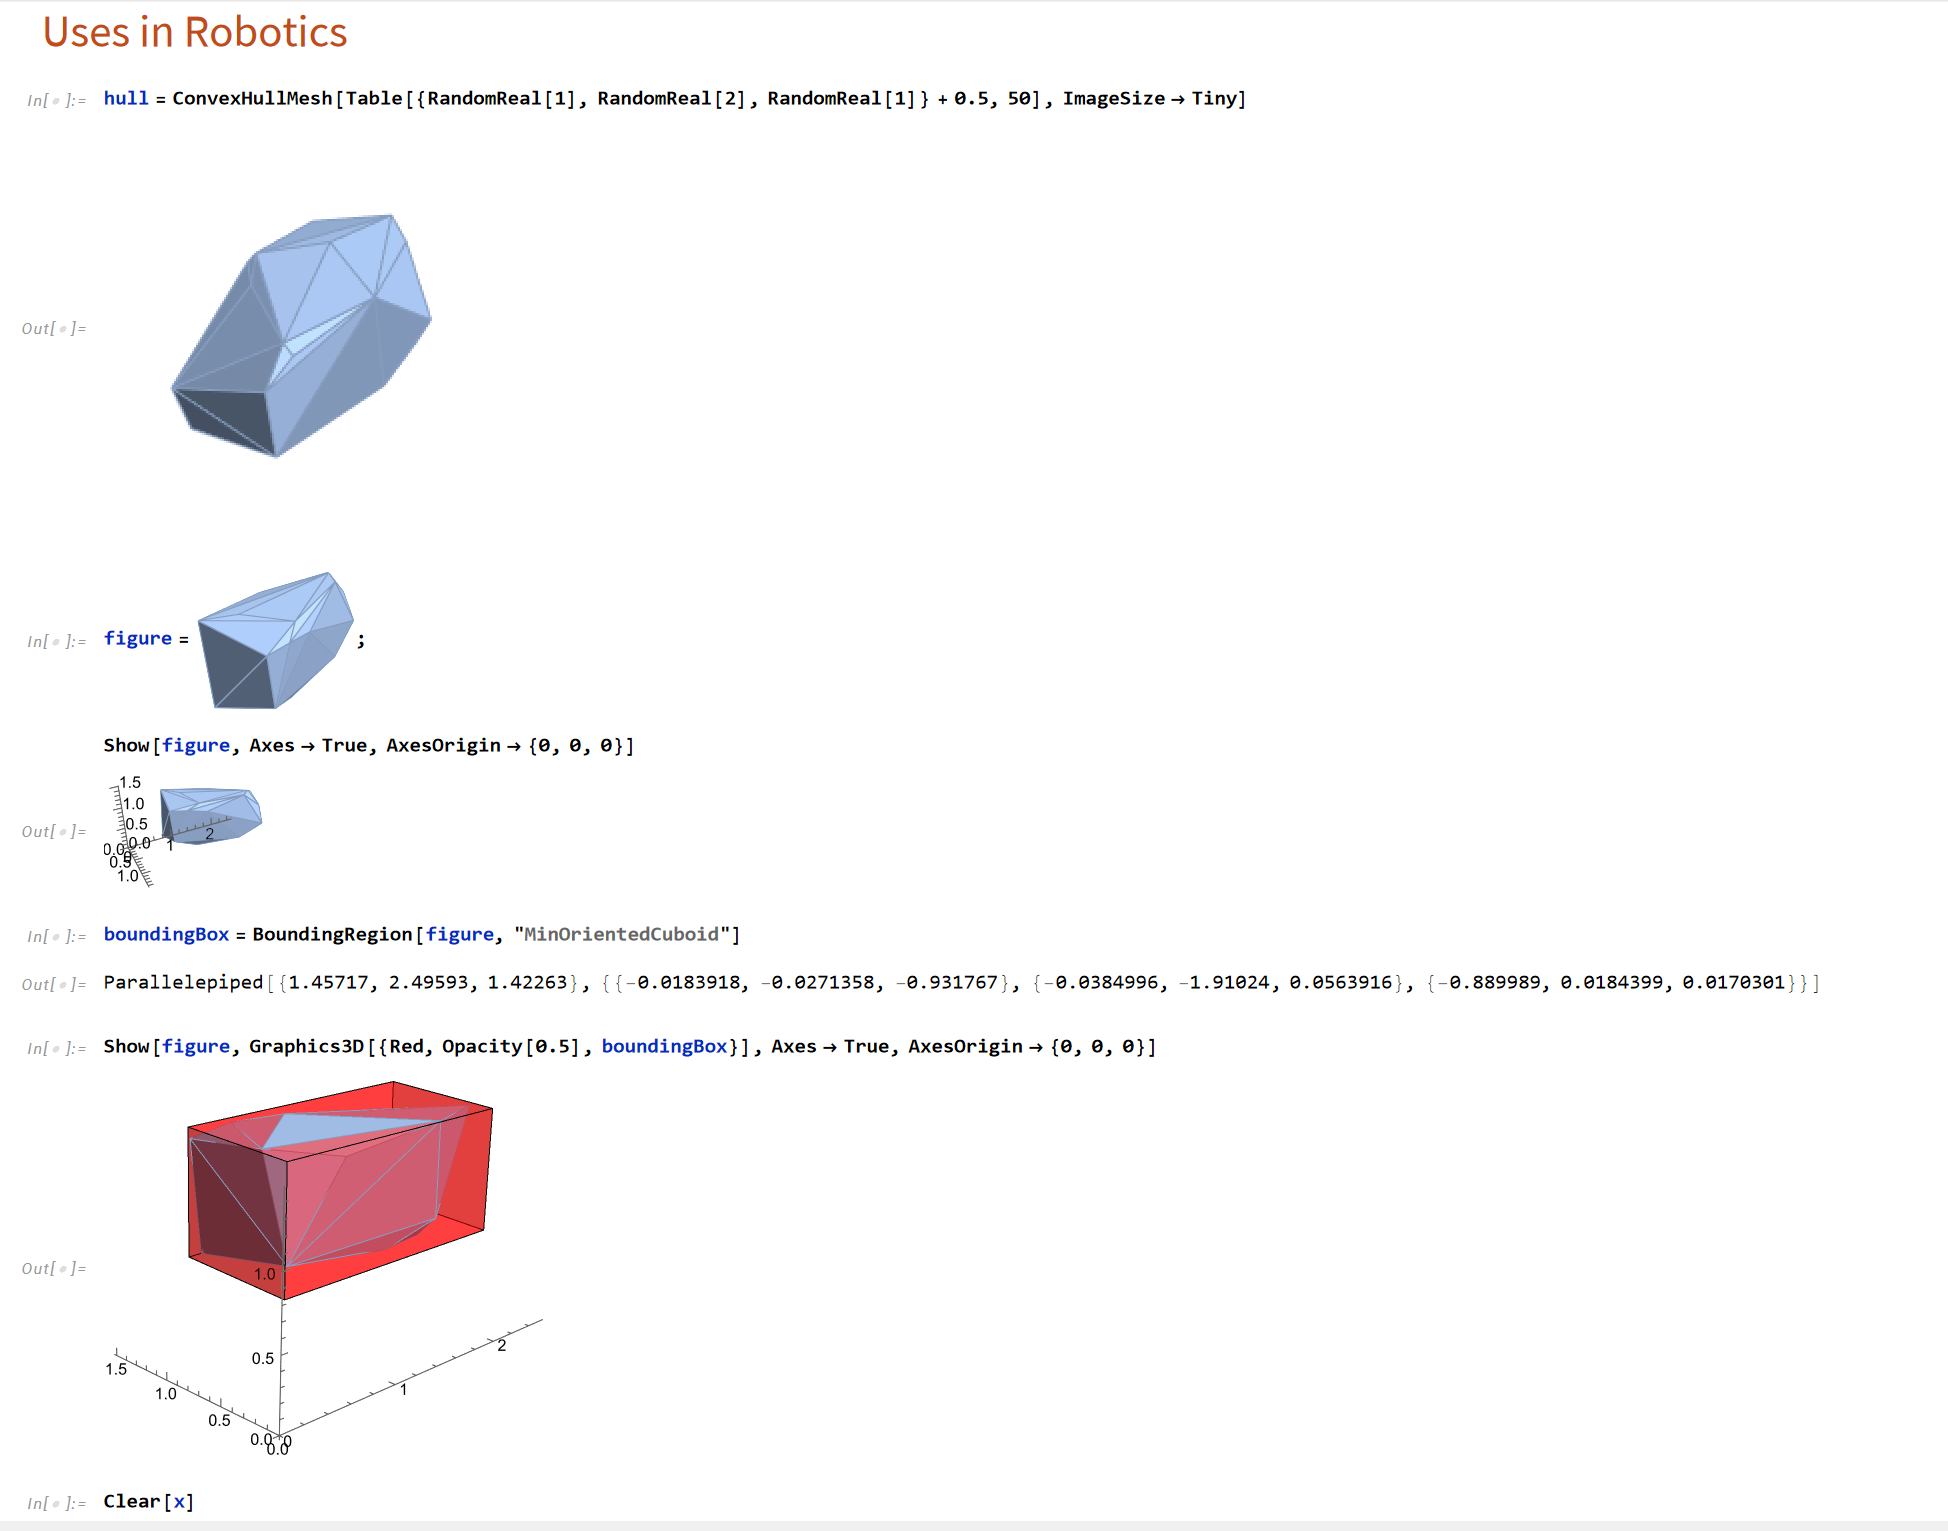 Uses in Robotics
In[ ]:= hull = ConvexHullMesh[Table[{RandomReal[1], RandomReal[2], RandomReal[1]} + 0.5, 50], ImageSize → Tiny]
Out[ ]=
In[ ]:= figure = ;
Show[figure, Axes → True, AxesOrigin → {0, 0, 0}]
1.5
1.0
0.5
0.0
0.0
0.5
1.0
1
2
Out[ ]=
In[ ]:= boundingBox = BoundingRegion[figure, "MinOrientedCuboid"]
Out[ ]= Parallelepiped[{1.45717, 2.49593, 1.42263}, {{-0.0183918, -0.0271358, -0.931767}, {-0.0384996, -1.91024, 0.0563916}, {-0.889989, 0.0184399, 0.0170301}}]
In[ ]:= Show[figure, Graphics3D[{Red, Opacity[0.5], boundingBox}], Axes → True, AxesOrigin → {0, 0, 0}]
Out[ ]=
1.0
0.5
2
1.5
1
1.0
0.5
0.0
0
0.0
In[ ]:= Clear[x]